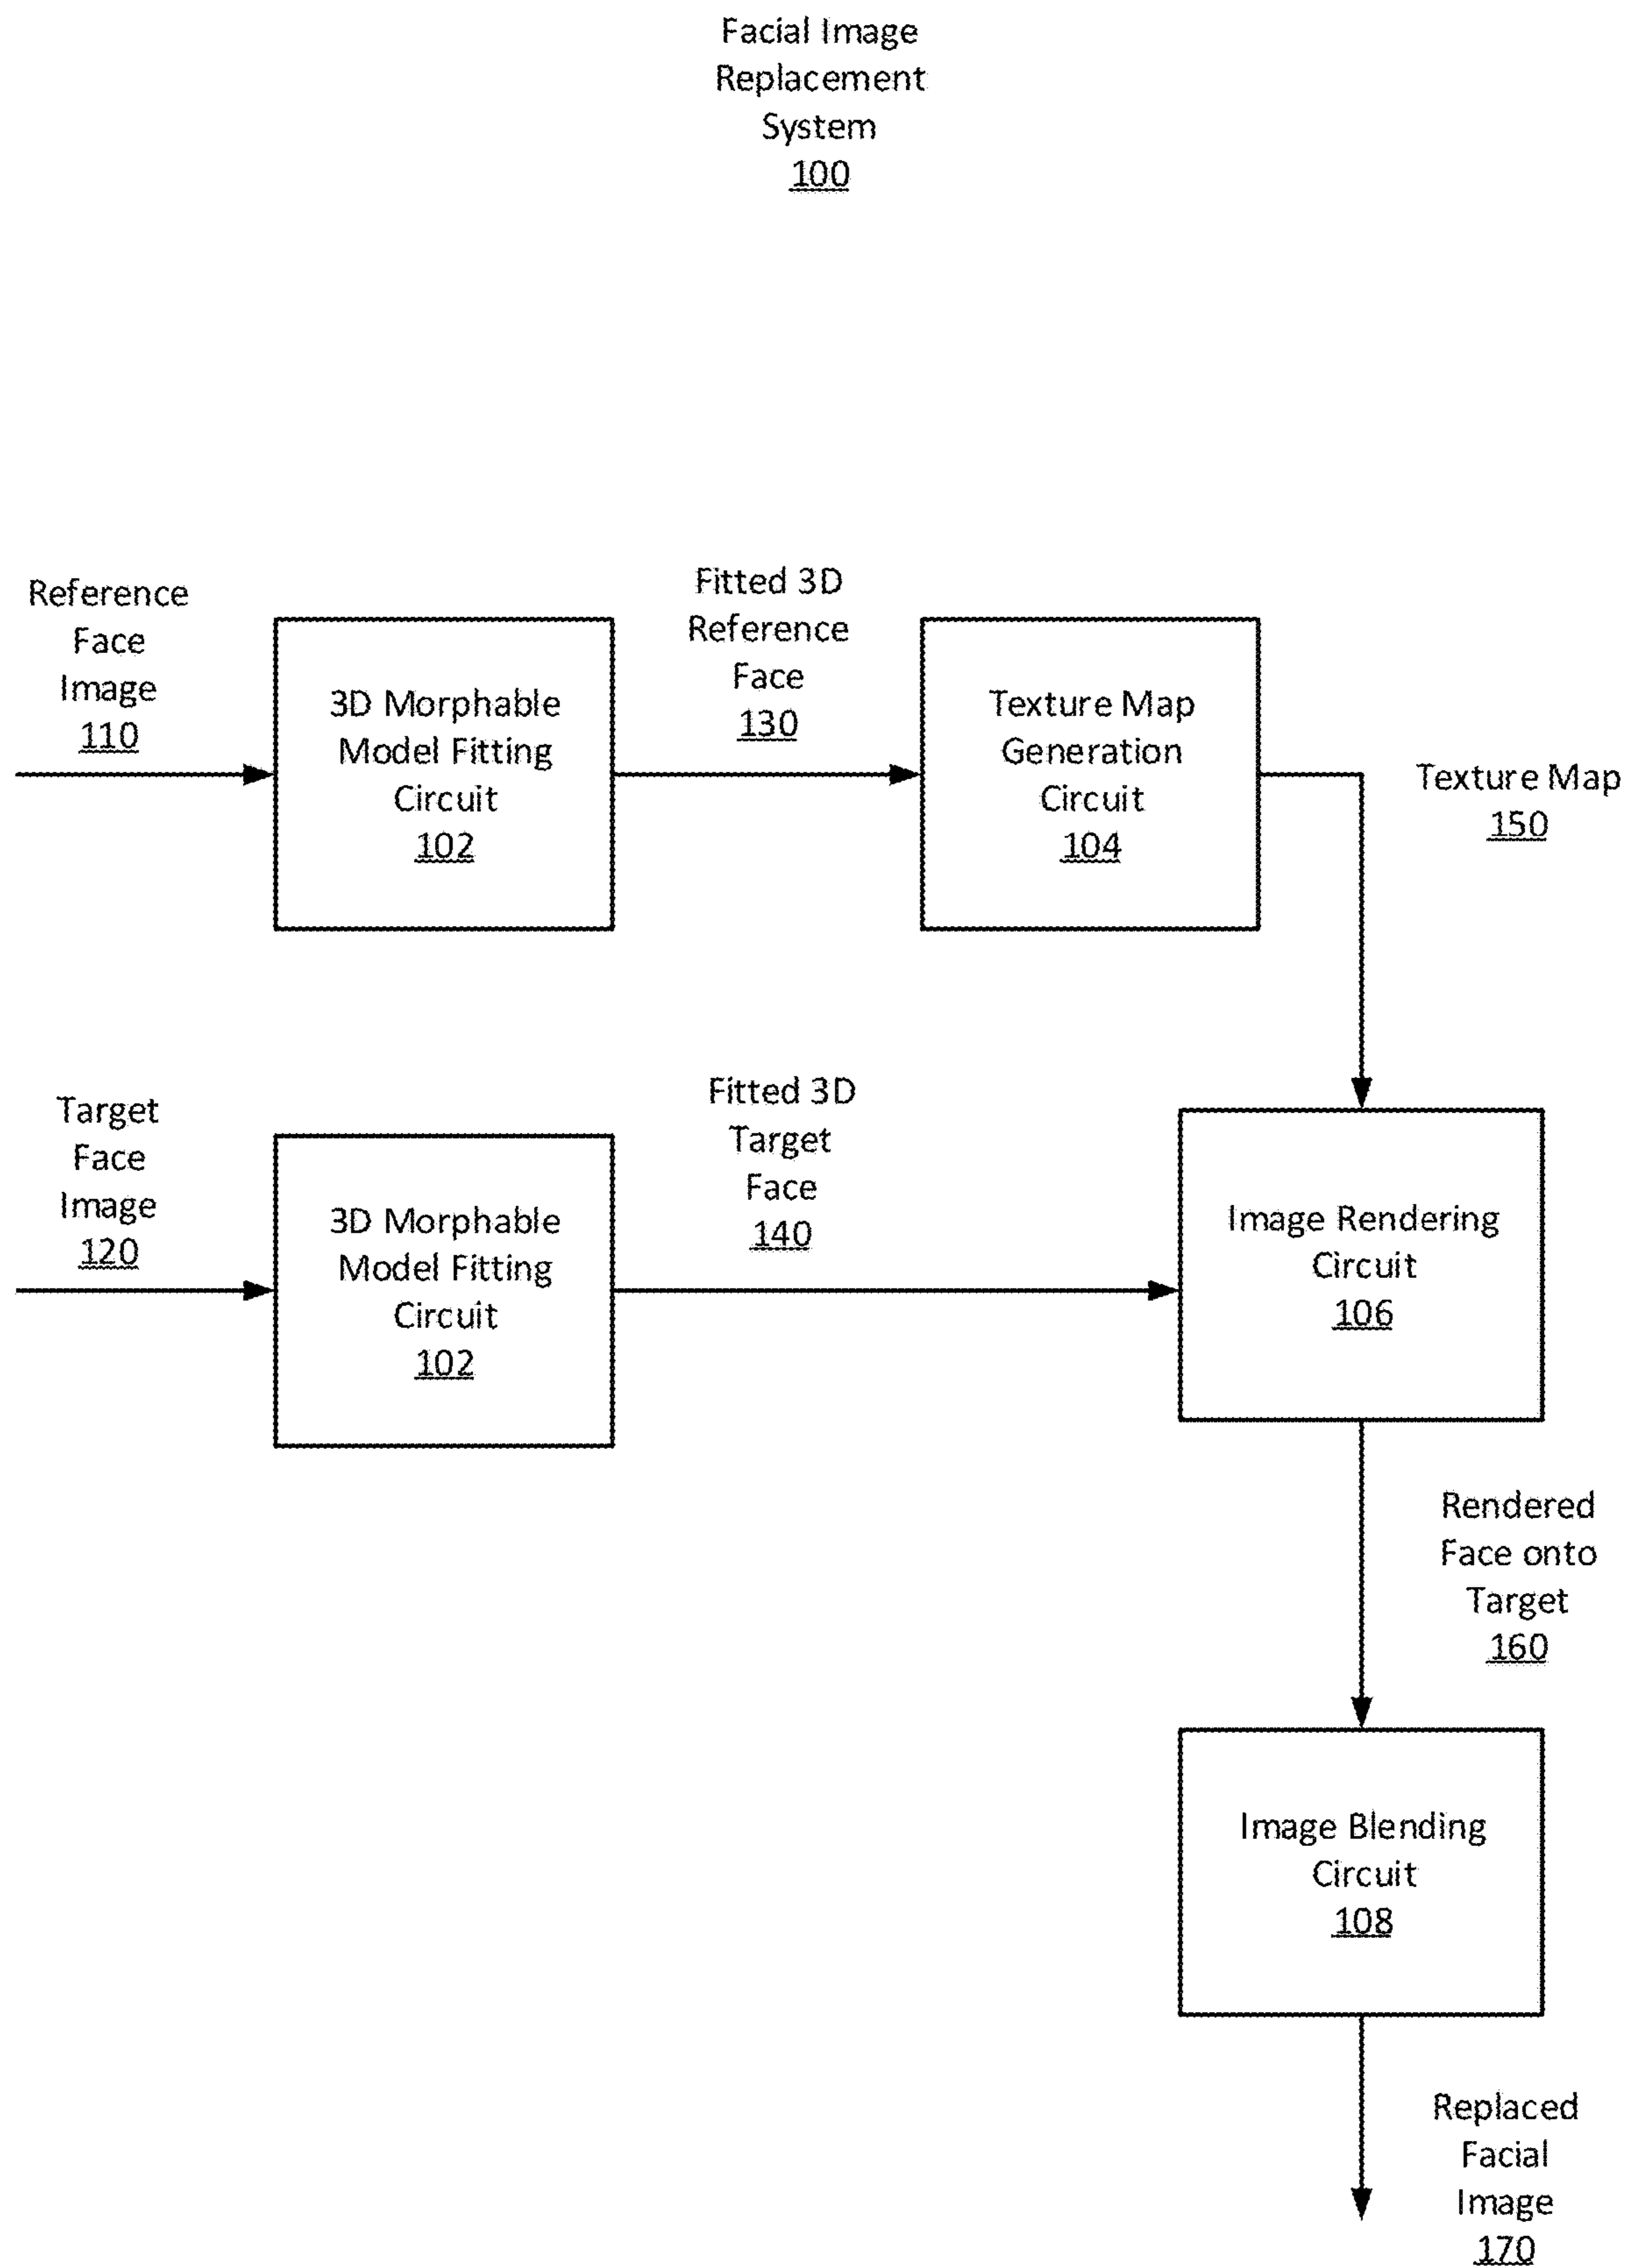 Facial Image
Replacement
System
100
Reference
Face
Image
110
3D Morphable
Model Fitting
Circuit
102
Fitted 3D
Reference
Face
130
Texture Map
Generation
Circuit
104
Texture Map
150
Target
Face
Image
120
3D Morphable
Model Fitting
Circuit
102
Fitted 3D
Target
Face
140
Image Rendering
Circuit
106
Rendered
Face onto
Target
160
Image Blending
Circuit
108
Replaced
Facial
Image
170